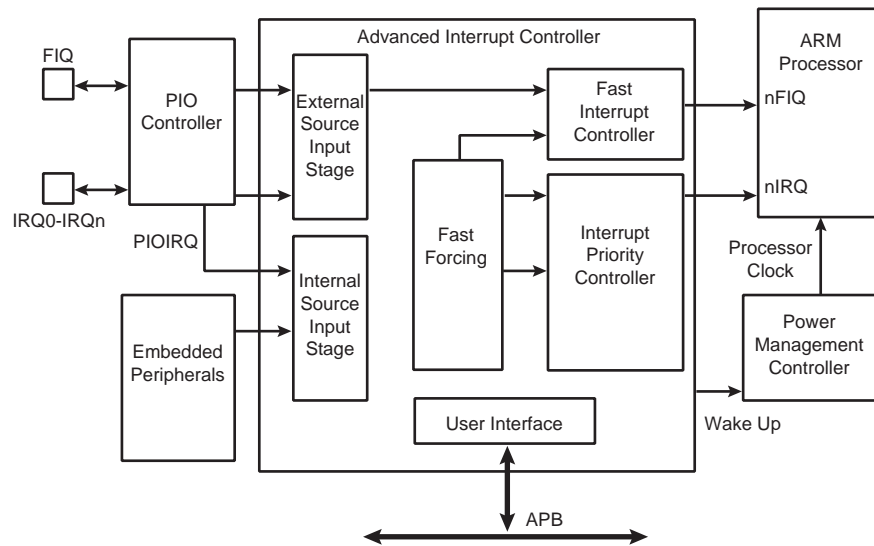 Advanced Interrupt Controller
ARM
Processor
nFIQ
nIRQ
FIQ
PIO
Controller
IRQ0-IRQn
PIOIRQ
External
Source
Input
Stage
Fast
Interrupt
Controller
Fast
Forcing
Interrupt
Priority
Controller
Internal
Source
Input
Stage
Embedded
Peripherals
Processor
Clock
Power
Management
Controller
User Interface
Wake Up
APB